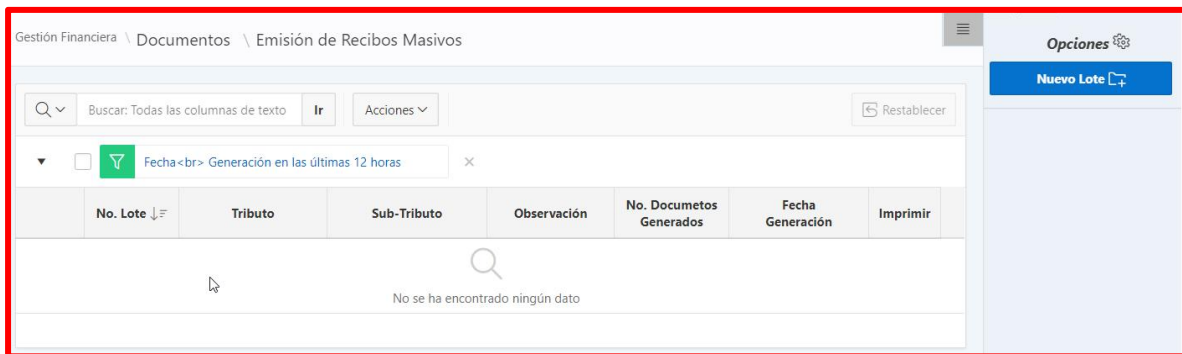 Gestión Financiera \ Documentos \ Emisión de Recibos Masivos
Opciones
Nuevo Lote
Buscar: Todas las columnas de texto Ir Acciones Restablecer
Fecha<br> Generación en las últimas 12 horas
No. Lote Tributo Sub-Tributo Observación No. Documetos Generados Fecha Generación Imprimir
No se ha encontrado ningún dato